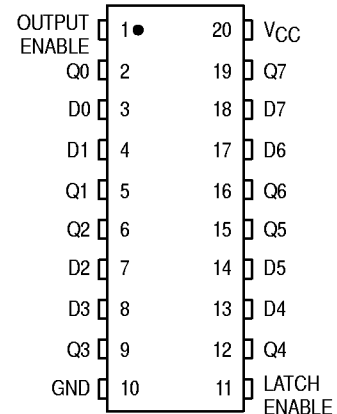 OUTPUT
ENABLE 1 20 VCC
Q0 2 19 Q7
D0 3 18 D7
D1 4 17 D6
Q1 5 16 Q6
Q2 6 15 Q5
D2 7 14 D5
D3 8 13 D4
Q3 9 12 Q4
GND 10 11 LATCH
ENABLE